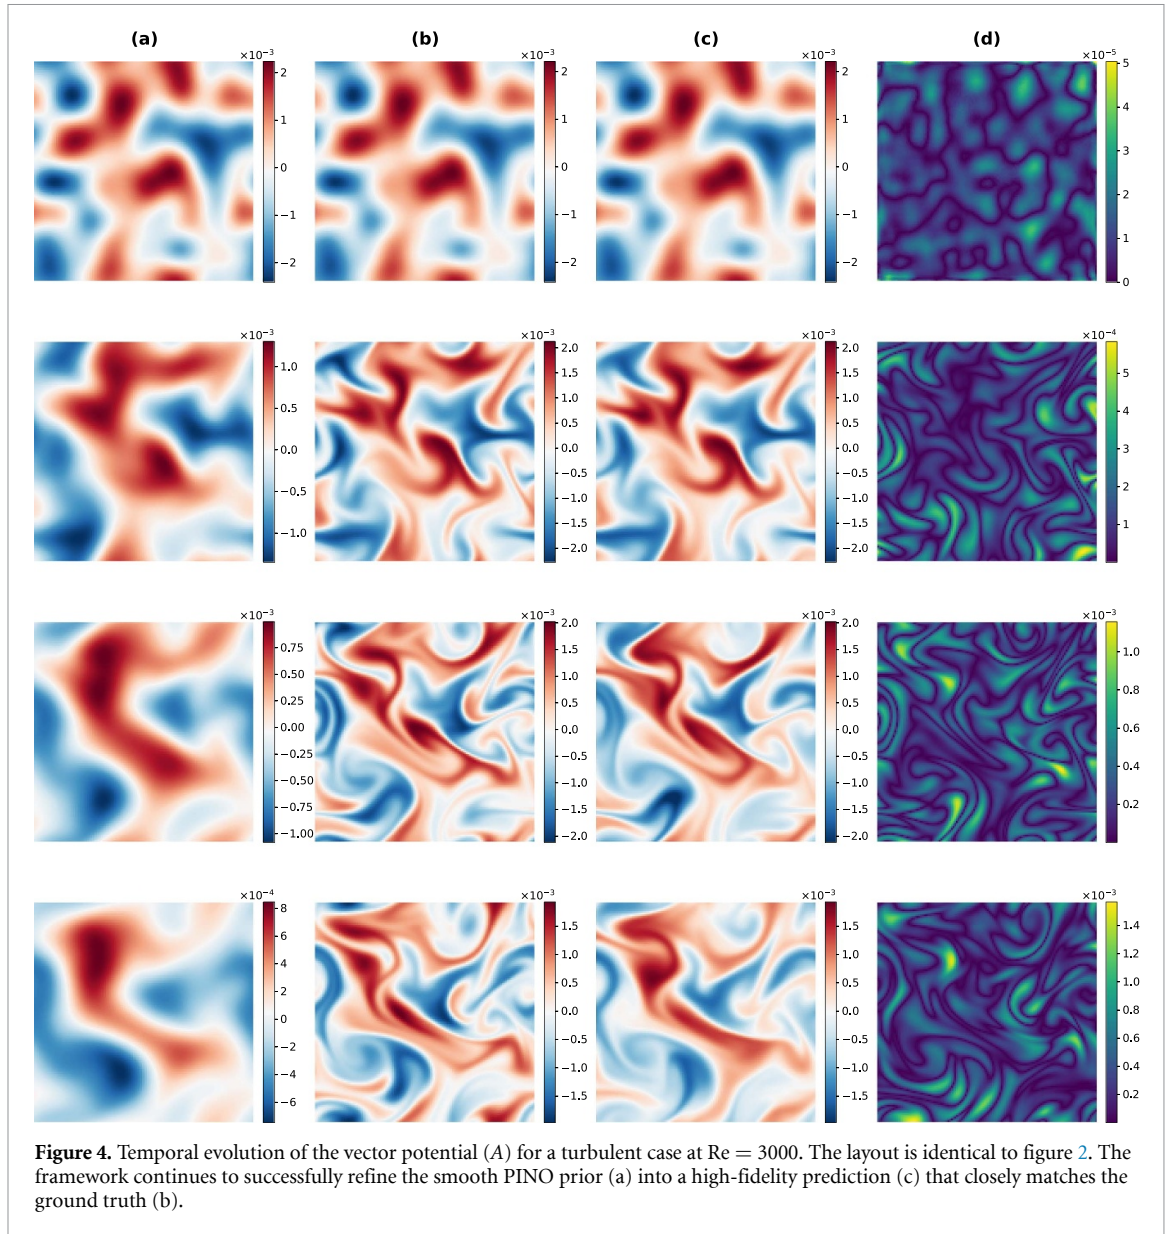 (a) (b) (c) (d)
×10⁻³ ×10⁻³ ×10⁻³ ×10⁻⁵
2 1 0 −1 −2
2 1 0 −1 −2
2 1 0 −1 −2
5 4 3 2 1 0
×10⁻³ ×10⁻³ ×10⁻³ ×10⁻⁴
1.0 0.5 0.0 −0.5 −1.0
2.0 1.5 1.0 0.5 0.0 −0.5 −1.0 −1.5 −2.0
2.0 1.5 1.0 0.5 0.0 −0.5 −1.0 −1.5 −2.0
5 4 3 2 1
×10⁻³ ×10⁻³ ×10⁻³ ×10⁻³
0.75 0.50 0.25 0.00 −0.25 −0.50 −0.75 −1.00
2.0 1.5 1.0 0.5 0.0 −0.5 −1.0 −1.5 −2.0
2.0 1.5 1.0 0.5 0.0 −0.5 −1.0 −1.5 −2.0
1.0 0.8 0.6 0.4 0.2
×10⁻⁴ ×10⁻³ ×10⁻³ ×10⁻³
8 6 4 2 0 −2 −4 −6
1.5 1.0 0.5 0.0 −0.5 −1.0 −1.5
1.5 1.0 0.5 0.0 −0.5 −1.0 −1.5
1.4 1.2 1.0 0.8 0.6 0.4 0.2
Figure 4. Temporal evolution of the vector potential (A) for a turbulent case at Re = 3000. The layout is identical to figure 2. The
framework continues to successfully refine the smooth PINO prior (a) into a high-fidelity prediction (c) that closely matches the
ground truth (b).